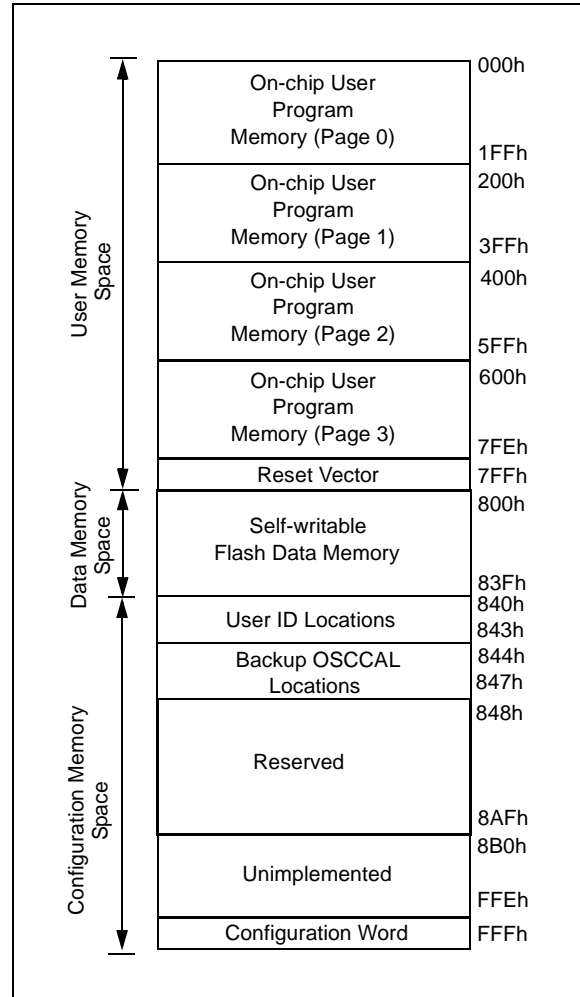 000h
On-chip User
Program
Memory (Page 0)
1FFh
200h
On-chip User
Program
Memory (Page 1)
3FFh
400h
On-chip User
Program
Memory (Page 2)
5FFh
600h
On-chip User
Program
Memory (Page 3)
7FEh
User Memory
Space
Reset Vector
7FFh
800h
Self-writable
Flash Data Memory
83Fh
Data Memory
Space
840h
User ID Locations
843h
Backup OSCCAL
Locations
844h
847h
848h
Reserved
8AFh
8B0h
Unimplemented
FFEh
Configuration Word
FFFh
Configuration Memory
Space